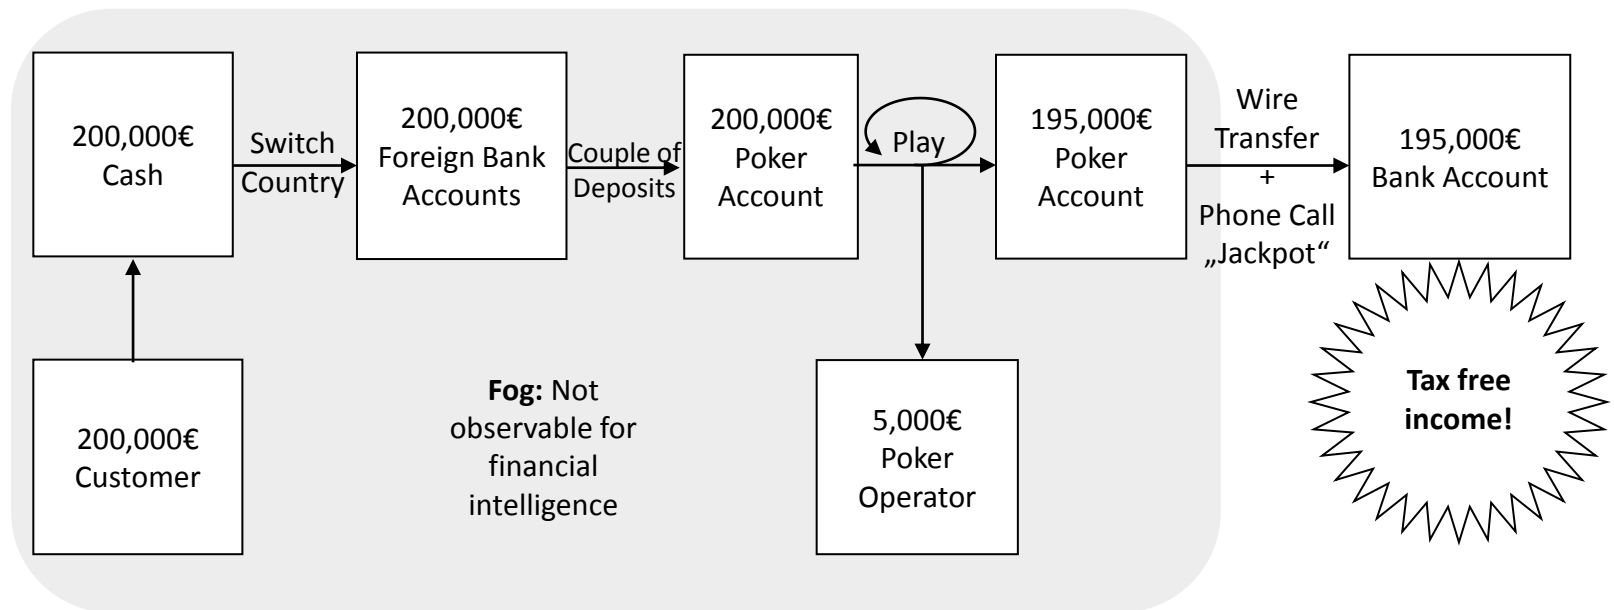 200,000€
Cash
Switch
Country
200,000€
Foreign Bank
Accounts
Couple of
Deposits
200,000€
Poker
Account
Play
195,000€
Poker
Account
Wire
Transfer
+
Phone Call
„Jackpot“
195,000€
Bank Account
200,000€
Customer
Fog: Not
observable for
financial
intelligence
5,000€
Poker
Operator
Tax free
income!